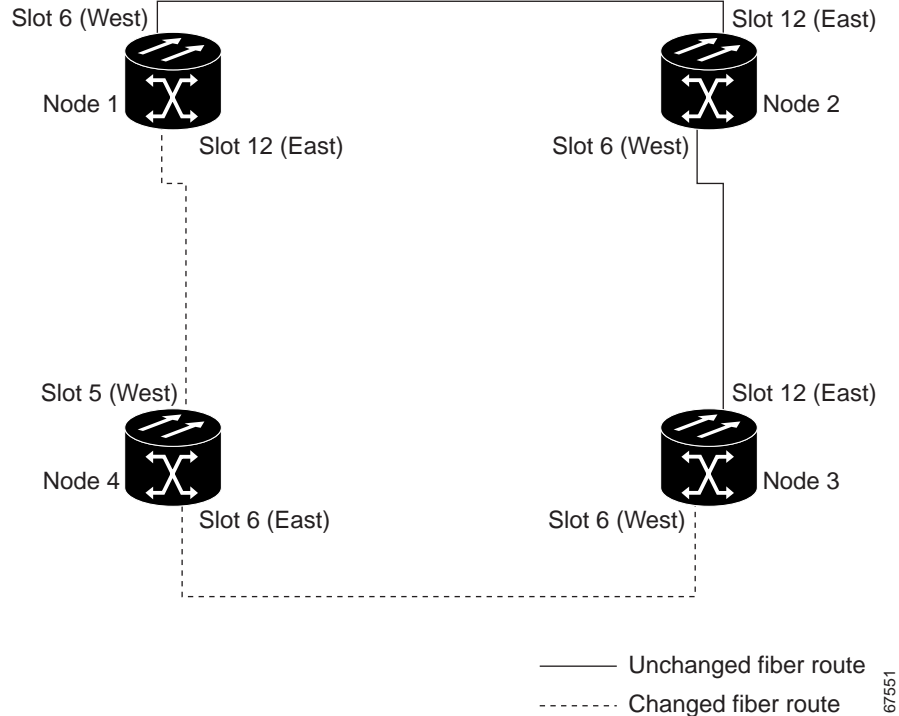 Slot 6 (West)
Slot 12 (East)
Node 1
Node 2
Slot 12 (East)
Slot 6 (West)
Slot 5 (West)
Slot 12 (East)
Node 4
Node 3
Slot 6 (East)
Slot 6 (West)
Unchanged fiber route
Changed fiber route
67551